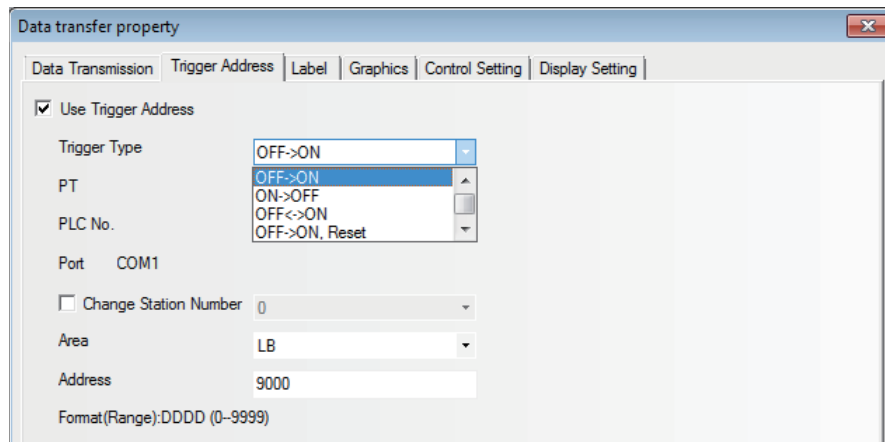 Data transfer property
Data Transmission Trigger Address Label Graphics Control Setting Display Setting
Use Trigger Address
Trigger Type OFF->ON
OFF->ON
PT
ON->OFF
OFF<->ON
PLC No.
OFF->ON, Reset
Port COM1
Change Station Number 0
Area LB
Address 9000
Format(Range):DDDD (0--9999)